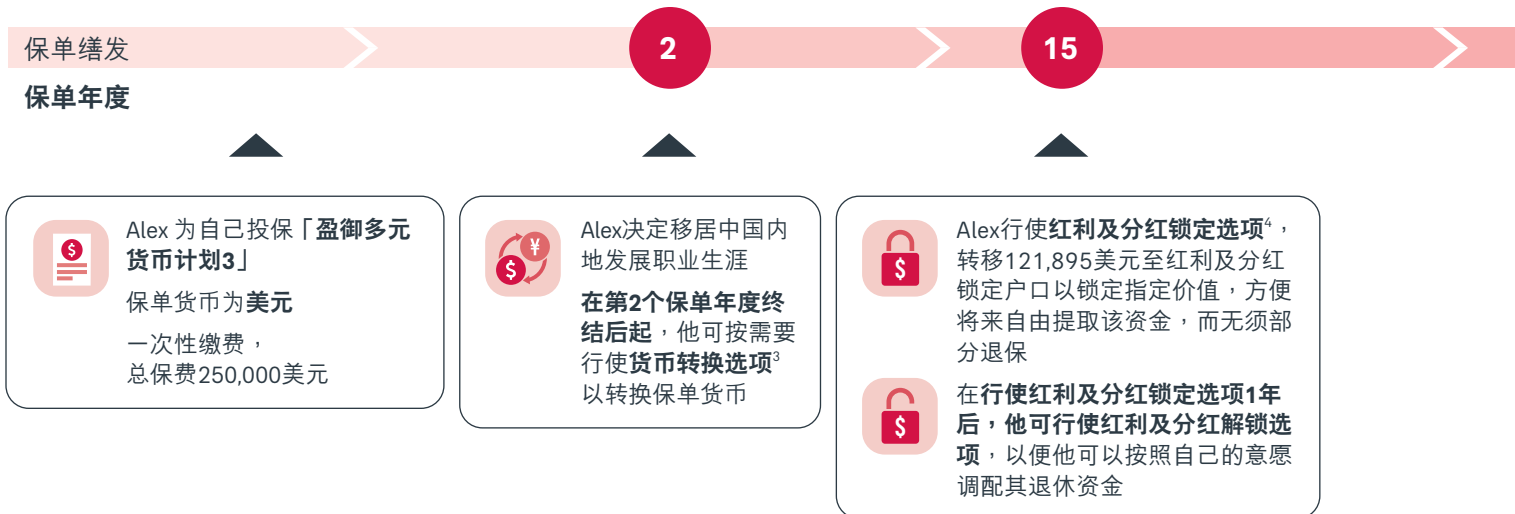 保单缮发
2
15
保单年度
Alex 为自己投保「盈御多元
货币计划3」
保单货币为美元
一次性缴费，
总保费250,000美元
Alex决定移居中国内
地发展职业生涯
在第2个保单年度终
结后起，他可按需要
行使货币转换选项³
以转换保单货币
Alex行使红利及分红锁定选项⁴，
转移121,895美元至红利及分红
锁定户口以锁定指定价值，方便
将来自由提取该资金，而无须部
分退保
在行使红利及分红锁定选项1年
后，他可行使红利及分红解锁选
项，以便他可以按照自己的意愿
调配其退休资金